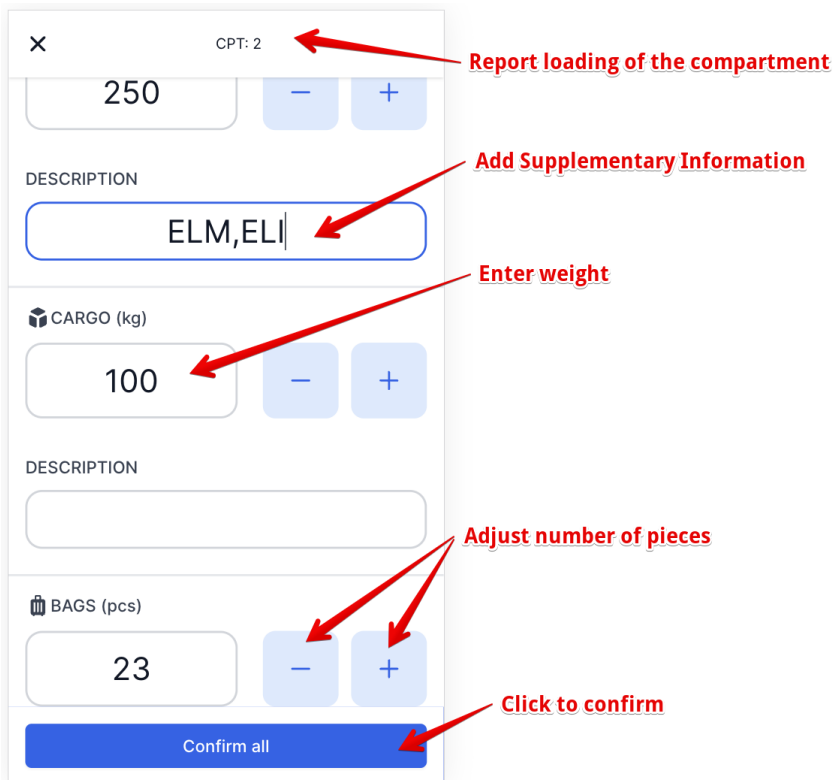 CPT: 2
Report loading of the compartment
250
− +
Add Supplementary Information
DESCRIPTION
ELM,ELI
Enter weight
CARGO (kg)
100
− +
DESCRIPTION
Adjust number of pieces
BAGS (pcs)
23
− +
Click to confirm
Confirm all